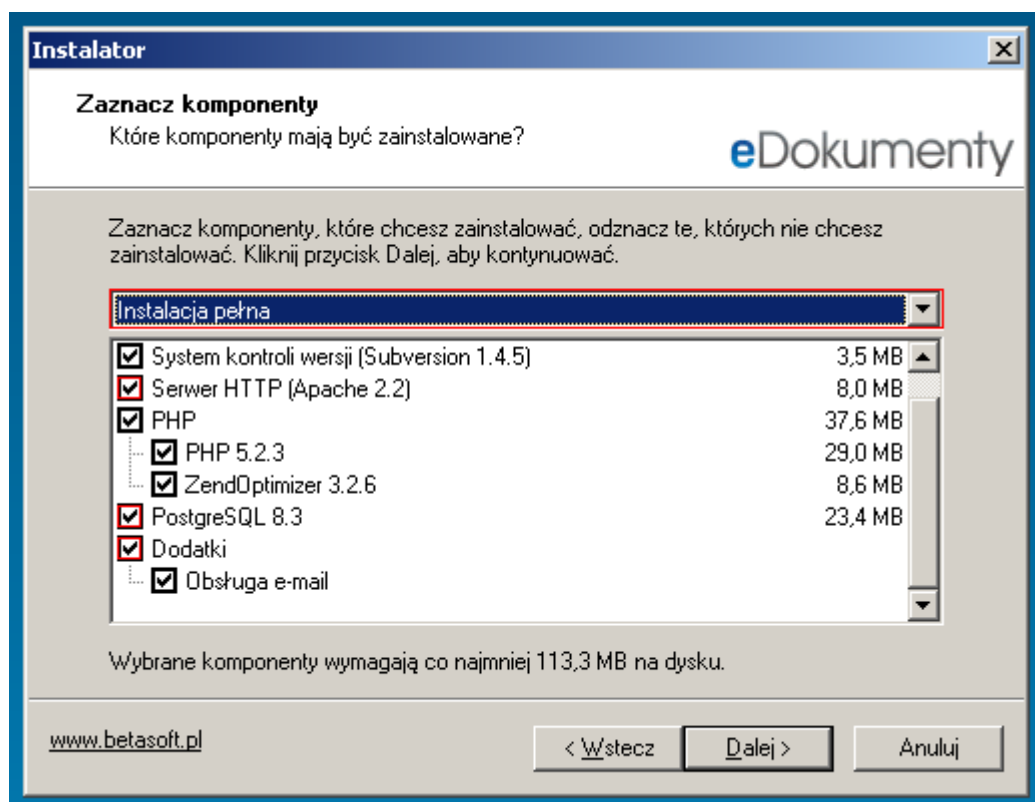 Instalator
Zaznacz komponenty
Które komponenty mają być zainstalowane?
eDokumenty
Zaznacz komponenty, które chcesz zainstalować, odznacz te, których nie chcesz
zainstalować. Kliknij przycisk Dalej, aby kontynuować.
Instalacja pełna
System kontroli wersji (Subversion 1.4.5) 3,5 MB
Serwer HTTP (Apache 2.2) 8,0 MB
PHP 37,6 MB
PHP 5.2.3 29,0 MB
ZendOptimizer 3.2.6 8,6 MB
PostgreSQL 8.3 23,4 MB
Dodatki
Obsługa e-mail
Wybrane komponenty wymagają co najmniej 113,3 MB na dysku.
www.betasoft.pl < Wstecz Dalej > Anuluj